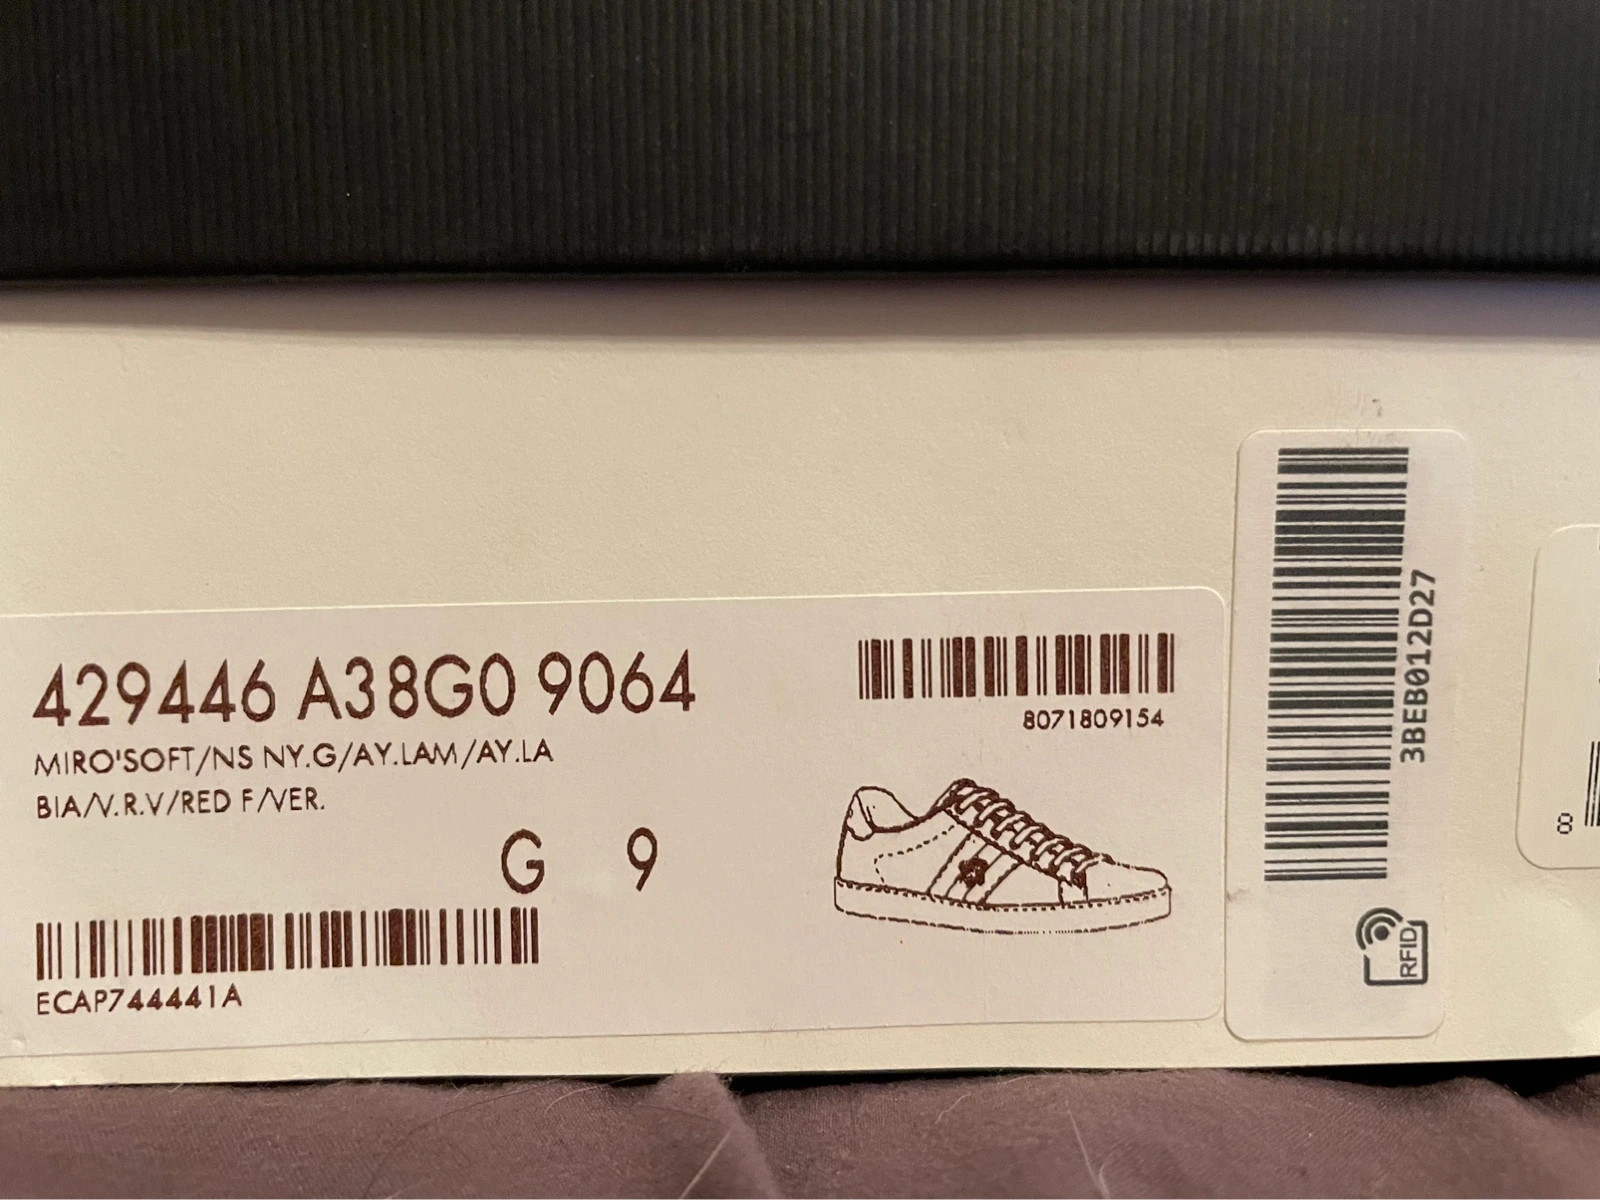 429446 A38G0 9064
MIRO'SOFT/NS NY.G/AY.LAM/AY.LA
BIA/V.R.V/RED F/VER.
G 9
ECAP744441A
8071809154
3BEB012D27
RFID
8